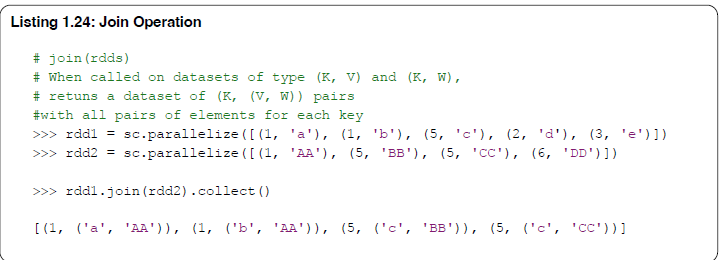 Listing 1.24: Join Operation
# join(rdds)
# When called on datasets of type (K, V) and (K, W),
# retuns a dataset of (K, (V, W)) pairs
#with all pairs of elements for each key
>>> rdd1 = sc.parallelize([(1, 'a'), (1, 'b'), (5, 'c'), (2, 'd'), (3, 'e')])
>>> rdd2 = sc.parallelize([(1, 'AA'), (5, 'BB'), (5, 'CC'), (6, 'DD')])
>>> rdd1.join(rdd2).collect()
[(1, ('a', 'AA')), (1, ('b', 'AA')), (5, ('c', 'BB')), (5, ('c', 'CC'))]